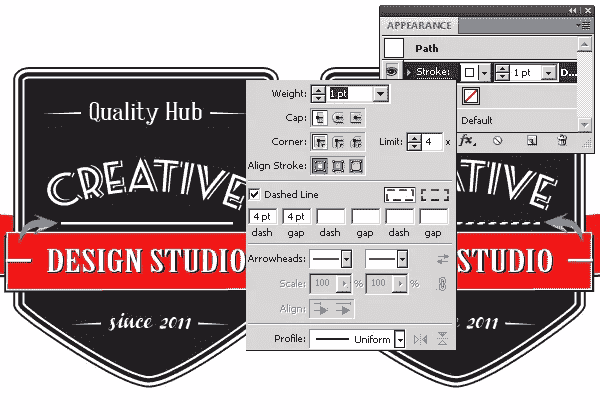 APPEARANCE
Path
Stroke:
1 pt
D...
Default
fx
Quality Hub
CREATIVE
DESIGN STUDIO
since 2011
Weight:
1 pt
Cap:
Corner:
Limit:
4
x
Align Stroke:
Dashed Line
4 pt
4 pt
dash
gap
dash
gap
dash
gap
Arrowheads:
Scale:
100
%
100
%
Align:
Profile:
Uniform
IVE
STUDIO
2011